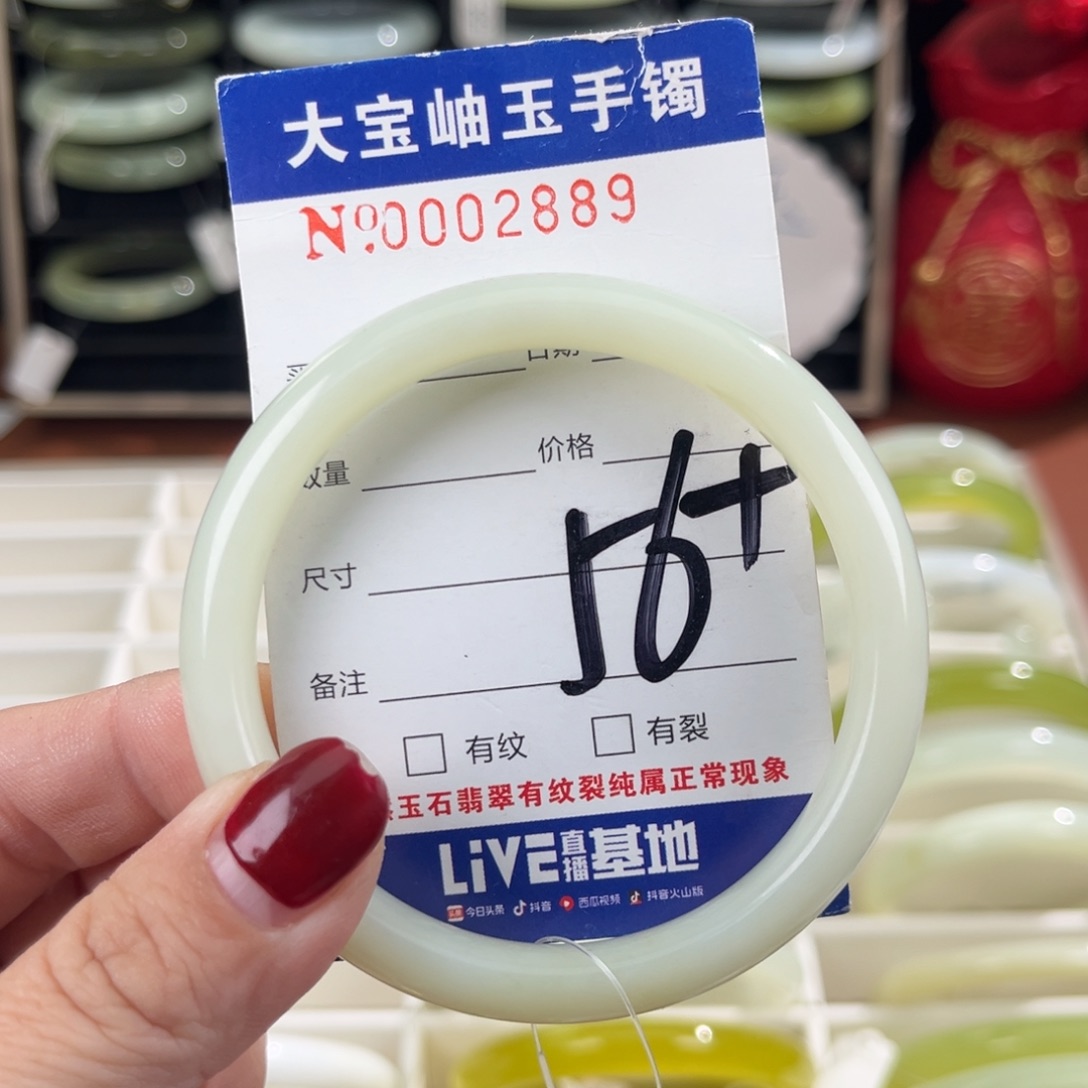 大宝岫玉手镯
No.0002889
日期
数量 价格
56+
尺寸
备注
有纹 有裂
玉石翡翠有纹裂纯属正常现象
LiVE直播基地
头条 今日头条 抖音 西瓜视频 抖音火山版